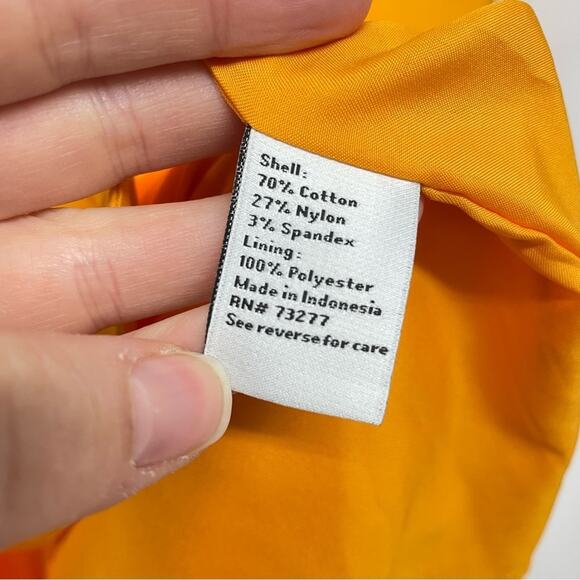 Shell:
70% Cotton
27% Nylon
3% Spandex
Lining:
100% Polyester
Made in Indonesia
RN# 73277
See reverse for care